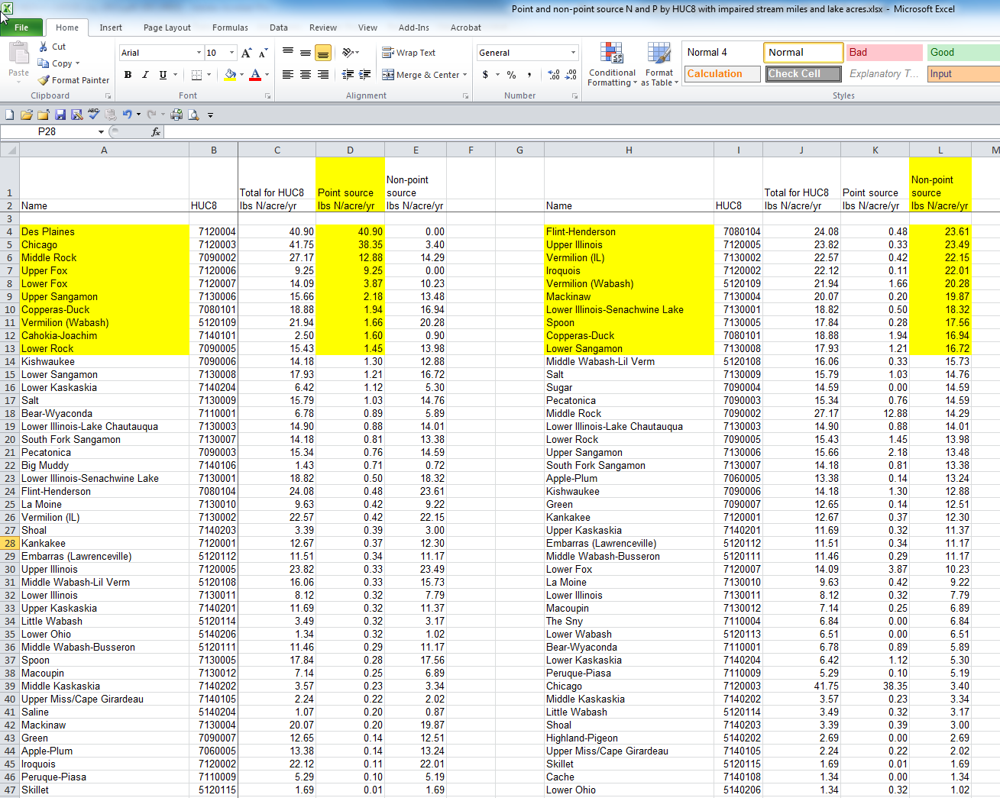 Point and non-point source N and P by HUC8 with impaired stream miles and lake acres.xlsx - Microsoft Excel
File Home Insert Page Layout Formulas Data Review View Add-Ins Acrobat
Paste Cut Copy Format Painter Clipboard
Arial 10 A A B I U A Font
Wrap Text Merge & Center Alignment
General $ % , .00 .00 Number
Conditional Formatting Format as Table
Normal 4 Normal Bad Good
Calculation Check Cell Explanatory T... Input
Styles
P28 fx
A B C D E F G H I J K L M
1 Total for HUC8 Point source Non-point source Total for HUC8 Point source Non-point source
2 Name HUC8 lbs N/acre/yr lbs N/acre/yr lbs N/acre/yr Name HUC8 lbs N/acre/yr lbs N/acre/yr lbs N/acre/yr
3
4 Des Plaines 7120004 40.90 40.90 0.00 Flint-Henderson 7080104 24.08 0.48 23.61
5 Chicago 7120003 41.75 38.35 3.40 Upper Illinois 7120005 23.82 0.33 23.49
6 Middle Rock 7090002 27.17 12.88 14.29 Vermilion (IL) 7130002 22.57 0.42 22.15
7 Upper Fox 7120006 9.25 9.25 0.00 Iroquois 7120002 22.12 0.11 22.01
8 Lower Fox 7120007 14.09 3.87 10.23 Vermilion (Wabash) 5120109 21.94 1.66 20.28
9 Upper Sangamon 7130006 15.66 2.18 13.48 Mackinaw 7130004 20.07 0.20 19.87
10 Copperas-Duck 7080101 18.88 1.94 16.94 Lower Illinois-Senachwine Lake 7130001 18.82 0.50 18.32
11 Vermilion (Wabash) 5120109 21.94 1.66 20.28 Spoon 7130005 17.84 0.28 17.56
12 Cahokia-Joachim 7140101 2.50 1.60 0.90 Copperas-Duck 7080101 18.88 1.94 16.94
13 Lower Rock 7090005 15.43 1.45 13.98 Lower Sangamon 7130008 17.93 1.21 16.72
14 Kishwaukee 7090006 14.18 1.30 12.88 Middle Wabash-Lil Verm 5120108 16.06 0.33 15.73
15 Lower Sangamon 7130008 17.93 1.21 16.72 Salt 7130009 15.79 1.03 14.76
16 Lower Kaskaskia 7140204 6.42 1.12 5.30 Sugar 7090004 14.59 0.00 14.59
17 Salt 7130009 15.79 1.03 14.76 Pecatonica 7090003 15.34 0.76 14.59
18 Bear-Wyaconda 7110001 6.78 0.89 5.89 Middle Rock 7090002 27.17 12.88 14.29
19 Lower Illinois-Lake Chautauqua 7130003 14.90 0.88 14.01 Lower Illinois-Lake Chautauqua 7130003 14.90 0.88 14.01
20 South Fork Sangamon 7130007 14.18 0.81 13.38 Lower Rock 7090005 15.43 1.45 13.98
21 Pecatonica 7090003 15.34 0.76 14.59 Upper Sangamon 7130006 15.66 2.18 13.48
22 Big Muddy 7140106 1.43 0.71 0.72 South Fork Sangamon 7130007 14.18 0.81 13.38
23 Lower Illinois-Senachwine Lake 7130001 18.82 0.50 18.32 Apple-Plum 7060005 13.38 0.14 13.24
24 Flint-Henderson 7080104 24.08 0.48 23.61 Kishwaukee 7090006 14.18 1.30 12.88
25 La Moine 7130010 9.63 0.42 9.22 Green 7090007 12.65 0.14 12.51
26 Vermilion (IL) 7130002 22.57 0.42 22.15 Kankakee 7120001 12.67 0.37 12.30
27 Shoal 7140203 3.39 0.39 3.00 Upper Kaskaskia 7140201 11.69 0.32 11.37
28 Kankakee 7120001 12.67 0.37 12.30 Embarras (Lawrenceville) 5120112 11.51 0.34 11.17
29 Embarras (Lawrenceville) 5120112 11.51 0.34 11.17 Middle Wabash-Busseron 5120111 11.46 0.29 11.17
30 Upper Illinois 7120005 23.82 0.33 23.49 Lower Fox 7120007 14.09 3.87 10.23
31 Middle Wabash-Lil Verm 5120108 16.06 0.33 15.73 La Moine 7130010 9.63 0.42 9.22
32 Lower Illinois 7130011 8.12 0.32 7.79 Lower Illinois 7130011 8.12 0.32 7.79
33 Upper Kaskaskia 7140201 11.69 0.32 11.37 Macoupin 7130012 7.14 0.25 6.89
34 Little Wabash 5120114 3.49 0.32 3.17 The Sny 7110004 6.84 0.00 6.84
35 Lower Ohio 5140206 1.34 0.32 1.02 Lower Wabash 5120113 6.51 0.00 6.51
36 Middle Wabash-Busseron 5120111 11.46 0.29 11.17 Bear-Wyaconda 7110001 6.78 0.89 5.89
37 Spoon 7130005 17.84 0.28 17.56 Lower Kaskaskia 7140204 6.42 1.12 5.30
38 Macoupin 7130012 7.14 0.25 6.89 Peruque-Piasa 7110009 5.29 0.10 5.19
39 Middle Kaskaskia 7140202 3.57 0.23 3.34 Chicago 7120003 41.75 38.35 3.40
40 Upper Miss/Cape Girardeau 7140105 2.24 0.22 2.02 Middle Kaskaskia 7140202 3.57 0.23 3.34
41 Saline 5140204 1.07 0.20 0.87 Little Wabash 5120114 3.49 0.32 3.17
42 Mackinaw 7130004 20.07 0.20 19.87 Shoal 7140203 3.39 0.39 3.00
43 Green 7090007 12.65 0.14 12.51 Highland-Pigeon 5140202 2.69 0.00 2.69
44 Apple-Plum 7060005 13.38 0.14 13.24 Upper Miss/Cape Girardeau 7140105 2.24 0.22 2.02
45 Iroquois 7120002 22.12 0.11 22.01 Skillet 5120115 1.69 0.01 1.69
46 Peruque-Piasa 7110009 5.29 0.10 5.19 Cache 7140108 1.34 0.00 1.34
47 Skillet 5120115 1.69 0.01 1.69 Lower Ohio 5140206 1.34 0.32 1.02